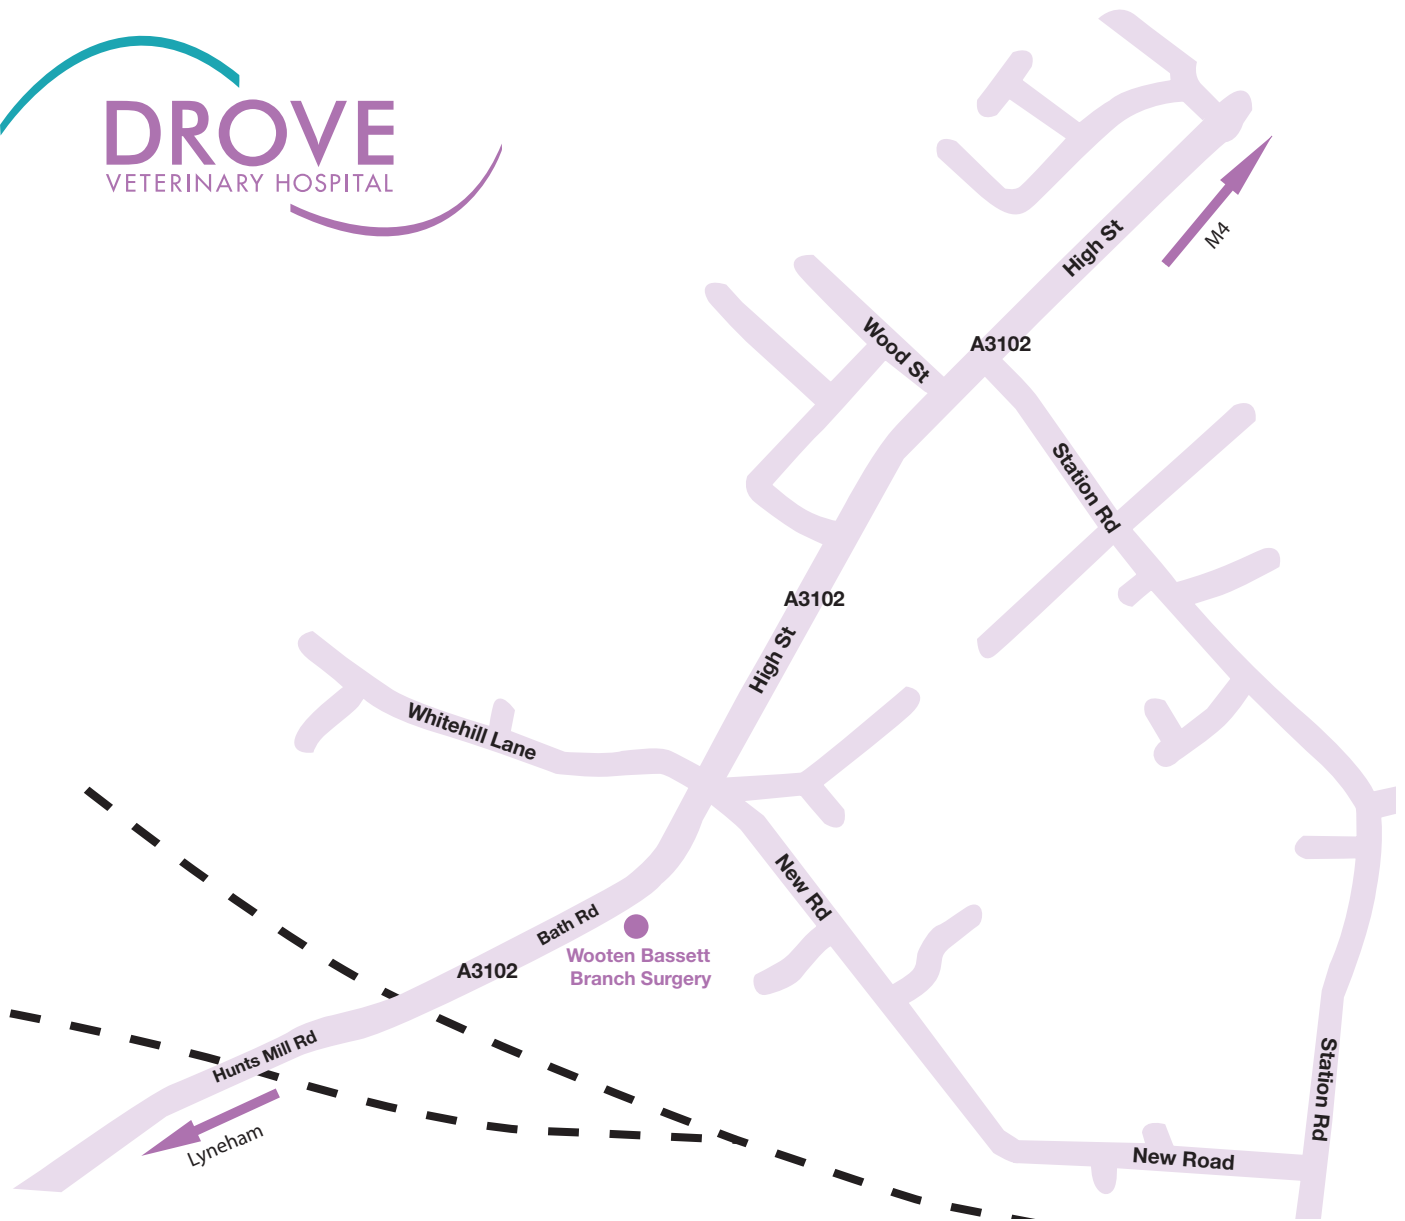 DROVE
VETERINARY HOSPITAL
High St
M4
A3102
Wood St
Station Rd
A3102
High St
Whitehill Lane
New Rd
Bath Rd
Wooten Bassett
Branch Surgery
A3102
Hunts Mill Rd
Lyneham
Station Rd
New Road